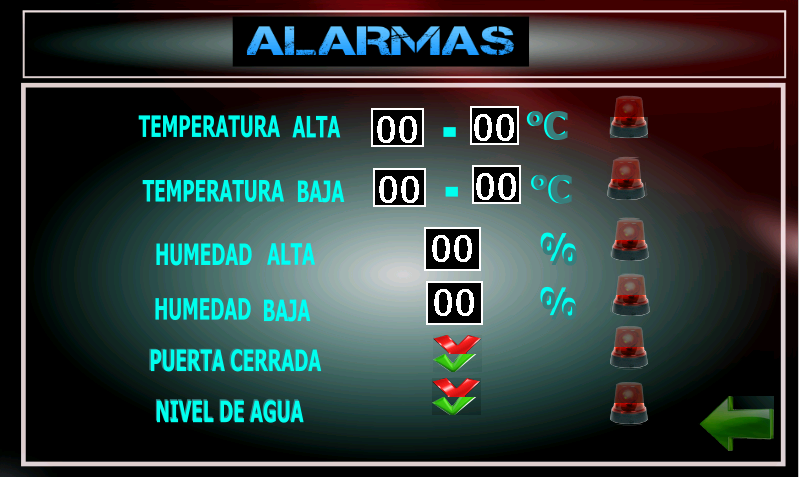 ALARMAS
TEMPERATURA ALTA 00 - 00 °C
TEMPERATURA BAJA 00 - 00 °C
HUMEDAD ALTA 00 %
HUMEDAD BAJA 00 %
PUERTA CERRADA
NIVEL DE AGUA